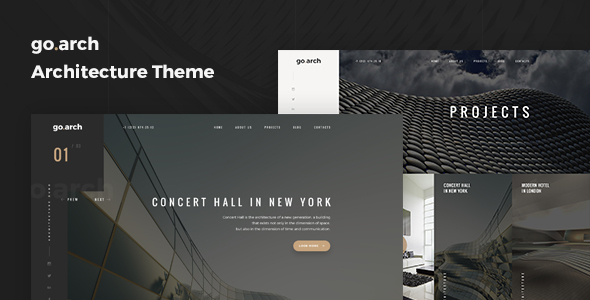 go.arch
Architecture Theme
go.arch
HOME ABOUT US PROJECTS BLOG CONTACTS
PROJECTS
go.arch
HOME ABOUT US PROJECTS BLOG CONTACTS
01 / 02
PREW NEXT
CONCERT HALL IN NEW YORK
Concert Hall is the architecture of a new generation, a building
that exists not only in the dimension of space,
but also in the dimension of time and communication.
CONCERT HALL
IN NEW YORK
MODERN HOTEL
IN LONDON